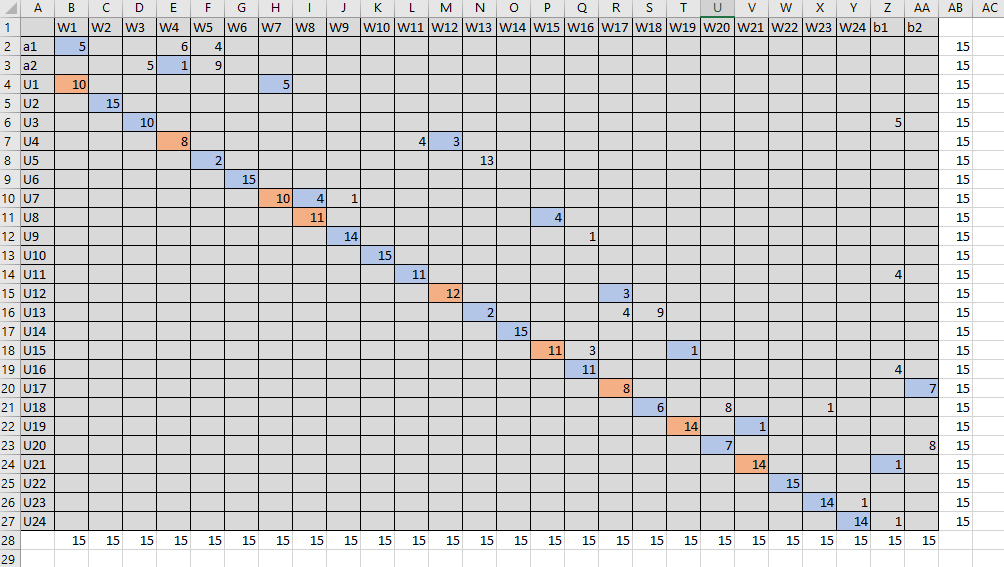 A B C D E F G H I J K L M N O P Q R S T U V W X Y Z AA AB AC
1 W1 W2 W3 W4 W5 W6 W7 W8 W9 W10 W11 W12 W13 W14 W15 W16 W17 W18 W19 W20 W21 W22 W23 W24 b1 b2
2 a1 5 6 4 15
3 a2 5 1 9 15
4 U1 10 5 15
5 U2 15 15
6 U3 10 5 15
7 U4 8 4 3 15
8 U5 2 13 15
9 U6 15 15
10 U7 10 4 1 15
11 U8 11 4 15
12 U9 14 1 15
13 U10 15 15
14 U11 11 4 15
15 U12 12 3 15
16 U13 2 4 9 15
17 U14 15 15
18 U15 11 3 1 15
19 U16 11 4 15
20 U17 8 7 15
21 U18 6 8 1 15
22 U19 14 1 15
23 U20 7 8 15
24 U21 14 1 15
25 U22 15 15
26 U23 14 1 15
27 U24 14 1 15
28 15 15 15 15 15 15 15 15 15 15 15 15 15 15 15 15 15 15 15 15 15 15 15 15 15 15
29